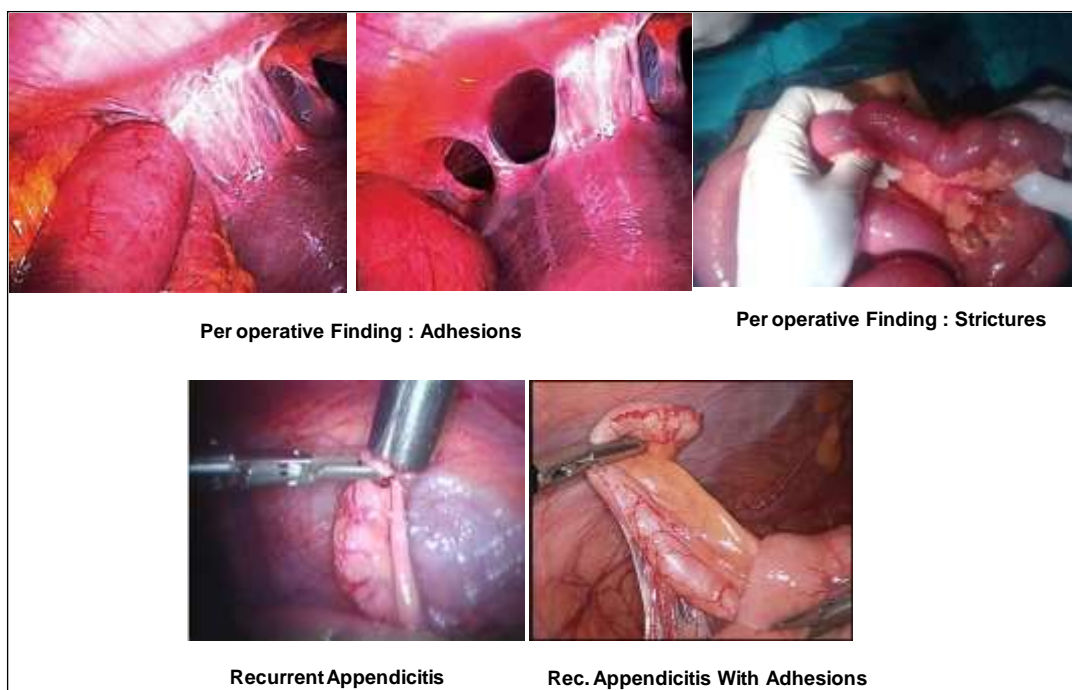 Per operative Finding : Adhesions
Per operative Finding : Strictures
Recurrent Appendicitis
Rec. Appendicitis With Adhesions